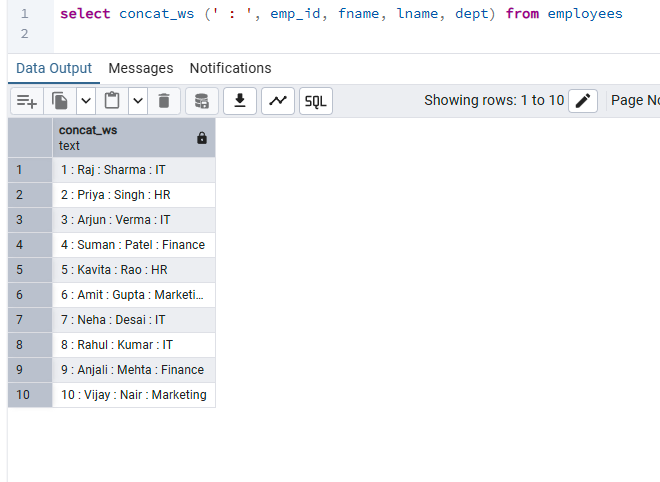 1 select concat_ws (' : ', emp_id, fname, lname, dept) from employees
2
Data Output Messages Notifications
SQL Showing rows: 1 to 10 Page No
concat_ws
text
1 1 : Raj : Sharma : IT
2 2 : Priya : Singh : HR
3 3 : Arjun : Verma : IT
4 4 : Suman : Patel : Finance
5 5 : Kavita : Rao : HR
6 6 : Amit : Gupta : Marketi...
7 7 : Neha : Desai : IT
8 8 : Rahul : Kumar : IT
9 9 : Anjali : Mehta : Finance
10 10 : Vijay : Nair : Marketing